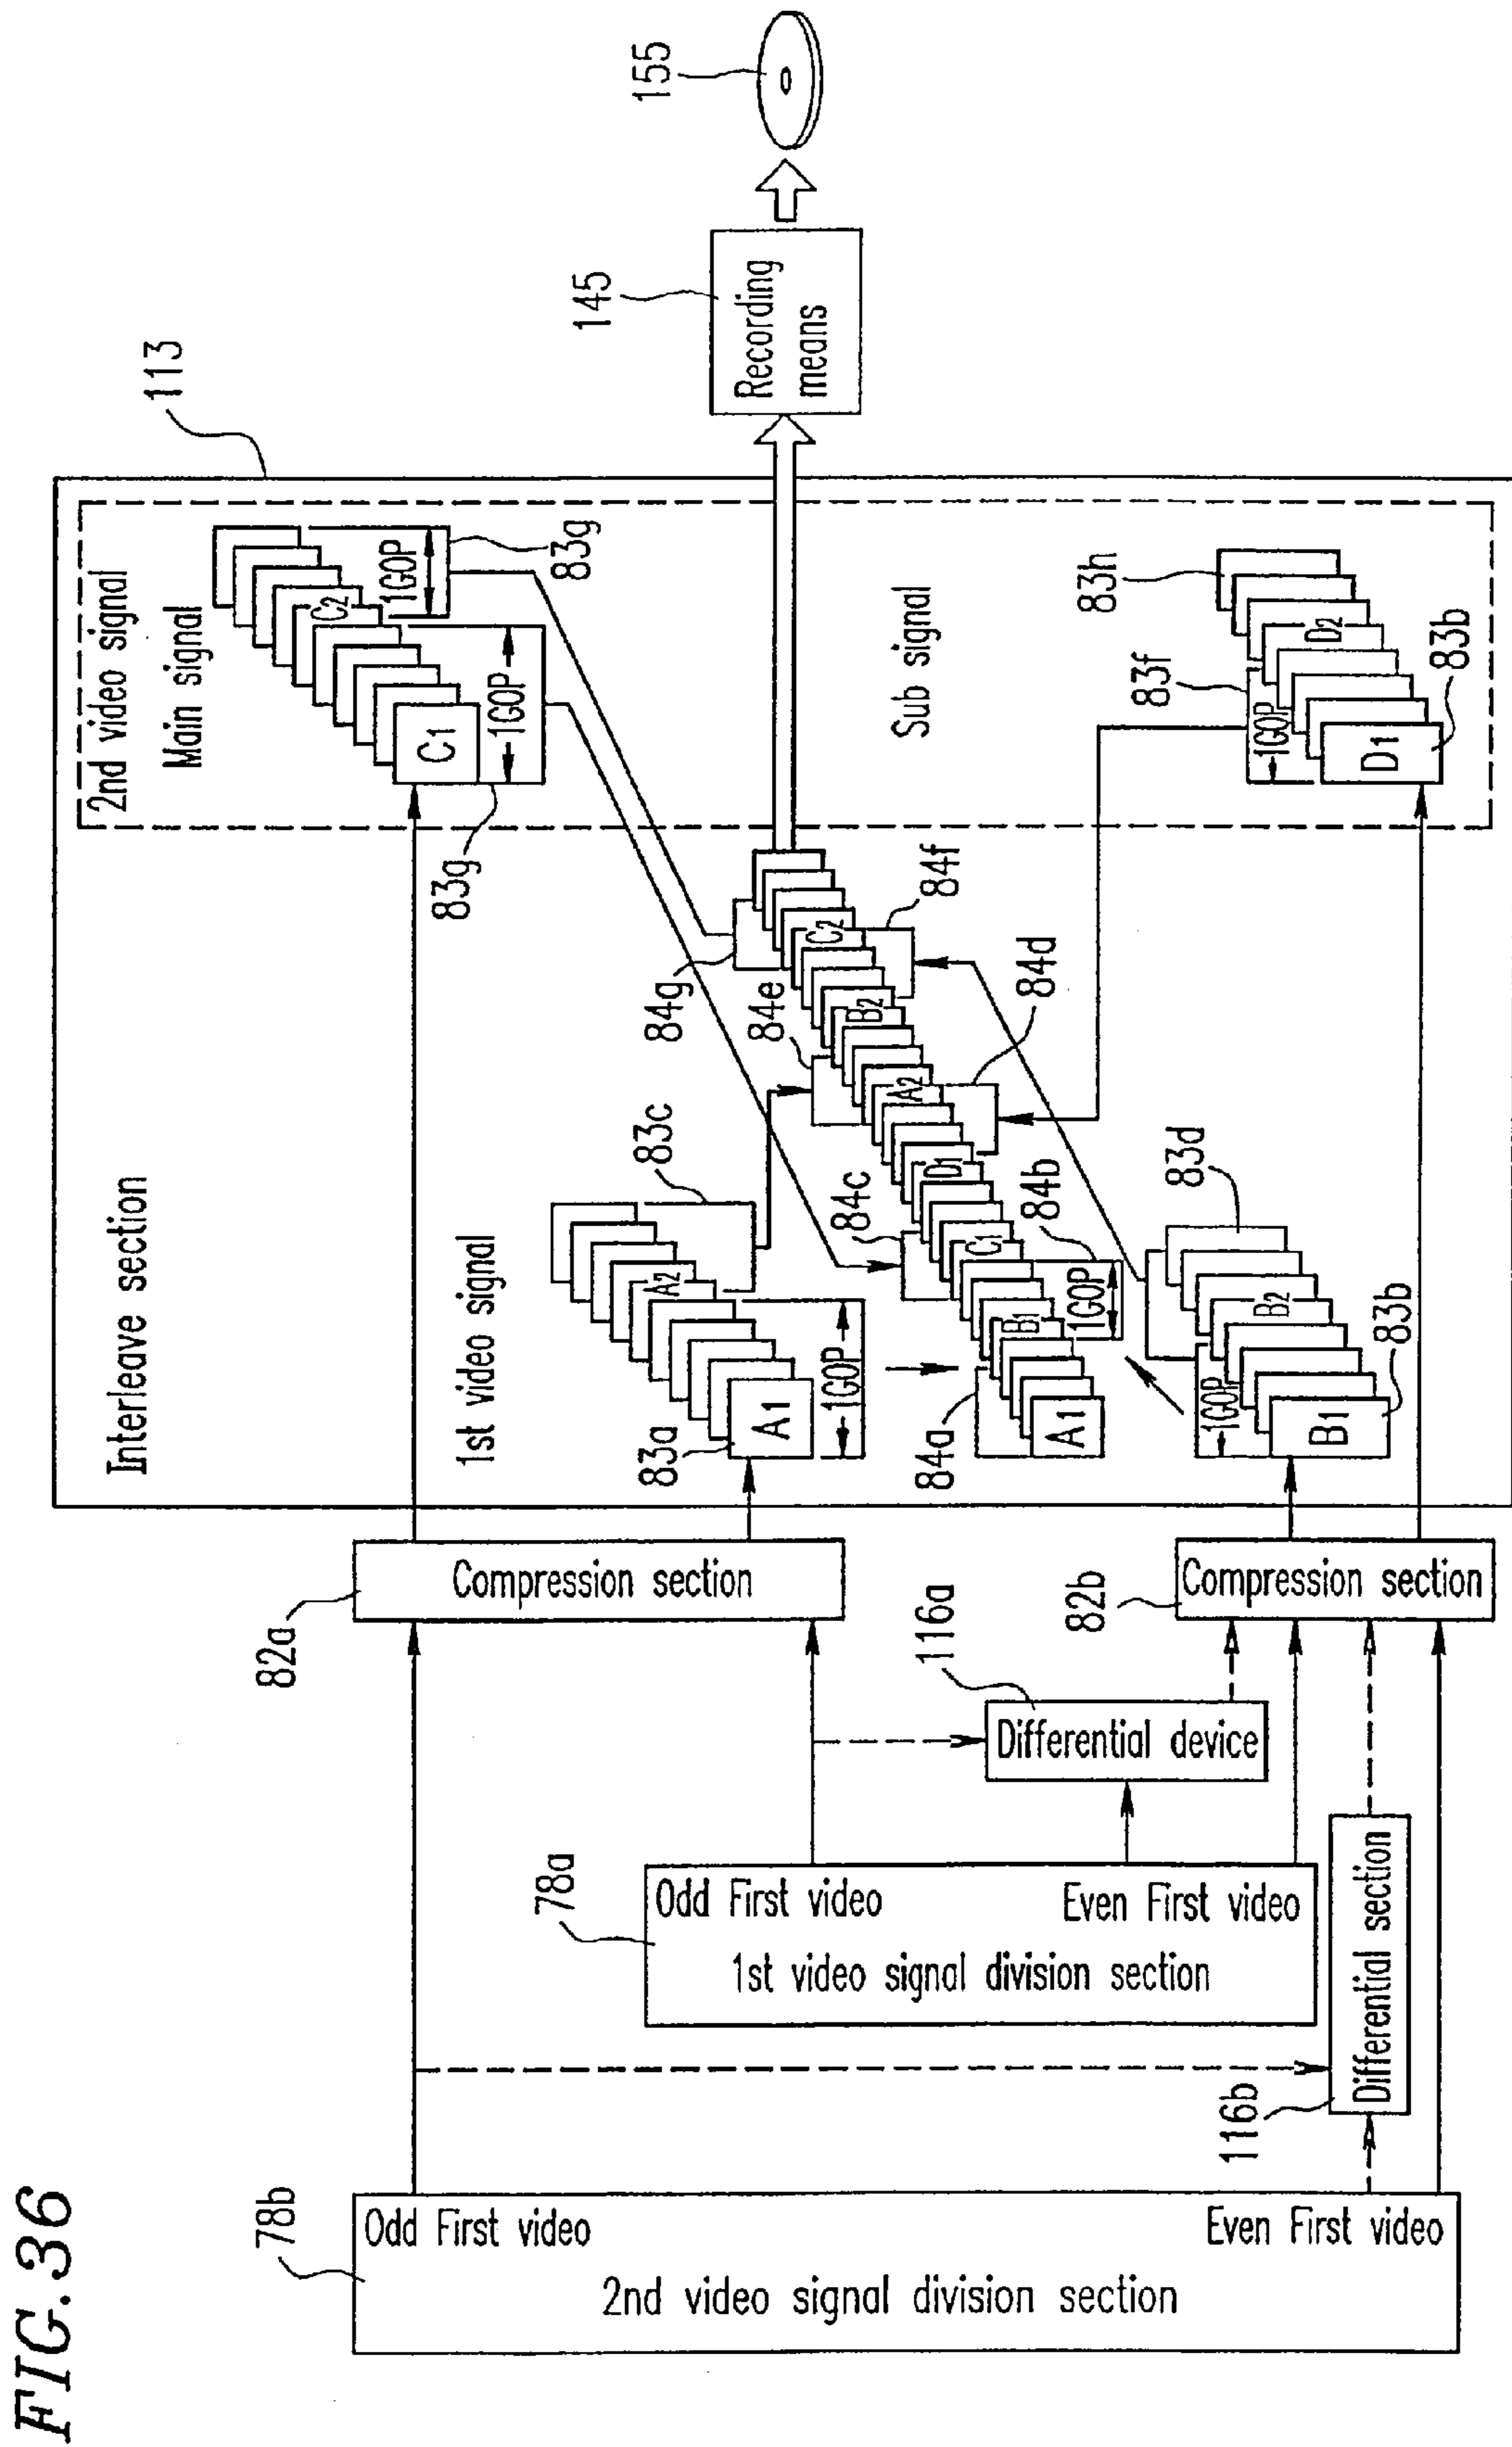 FIG.36
78b
Odd First video
Even First video
2nd video signal division section
78a
Odd First video
Even First video
1st video signal division section
116b
Differential section
116a
Differential device
82a
Compression section
82b
Compression section
113
Interleave section
1st video signal
83a
A1
A2
1GOP
83c
84a
A1
B1
1GOP
84b
84c
C1
D1
84d
A2
84e
B2
84g
C2
84f
B1
1GOP
B2
83b
83d
2nd video signal
Main signal
C1
C2
1GOP
1GOP
83g
83g
Sub signal
D1
D2
1GOP
83f
83h
83b
145
Recording
means
155